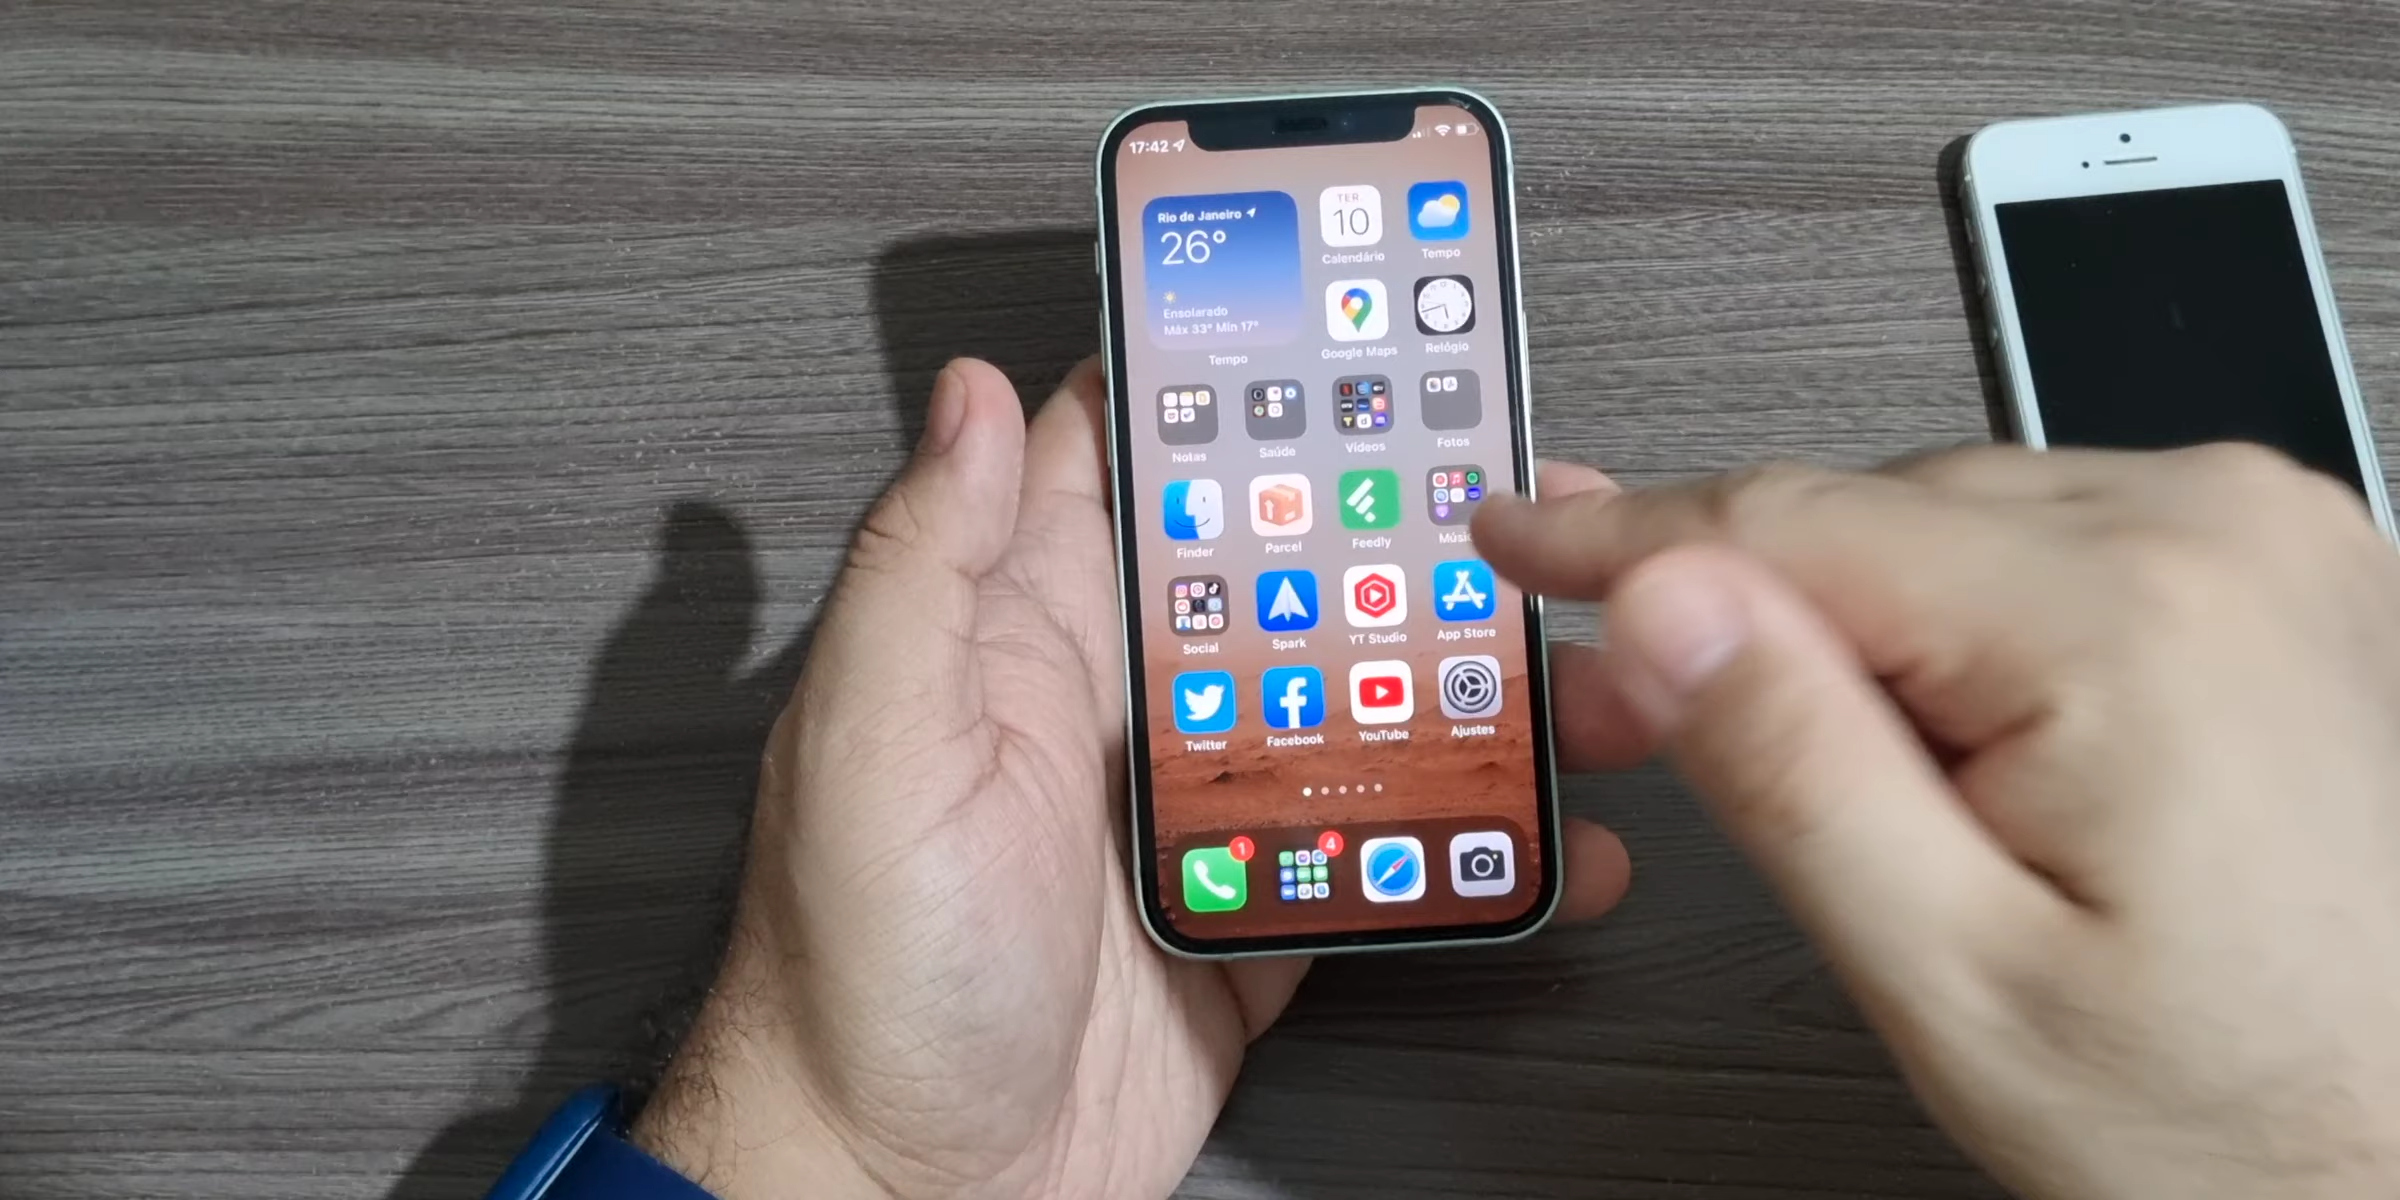 17:42
Rio de Janeiro
26°
Ensolarado
Máx 33° Mín 17°
Tempo
TER.
10
Calendário
Tempo
Google Maps
Relógio
Notas
Saúde
Vídeos
Fotos
Finder
Parcel
Feedly
Músic
Social
Spark
YT Studio
App Store
Twitter
Facebook
YouTube
Ajustes
1
4